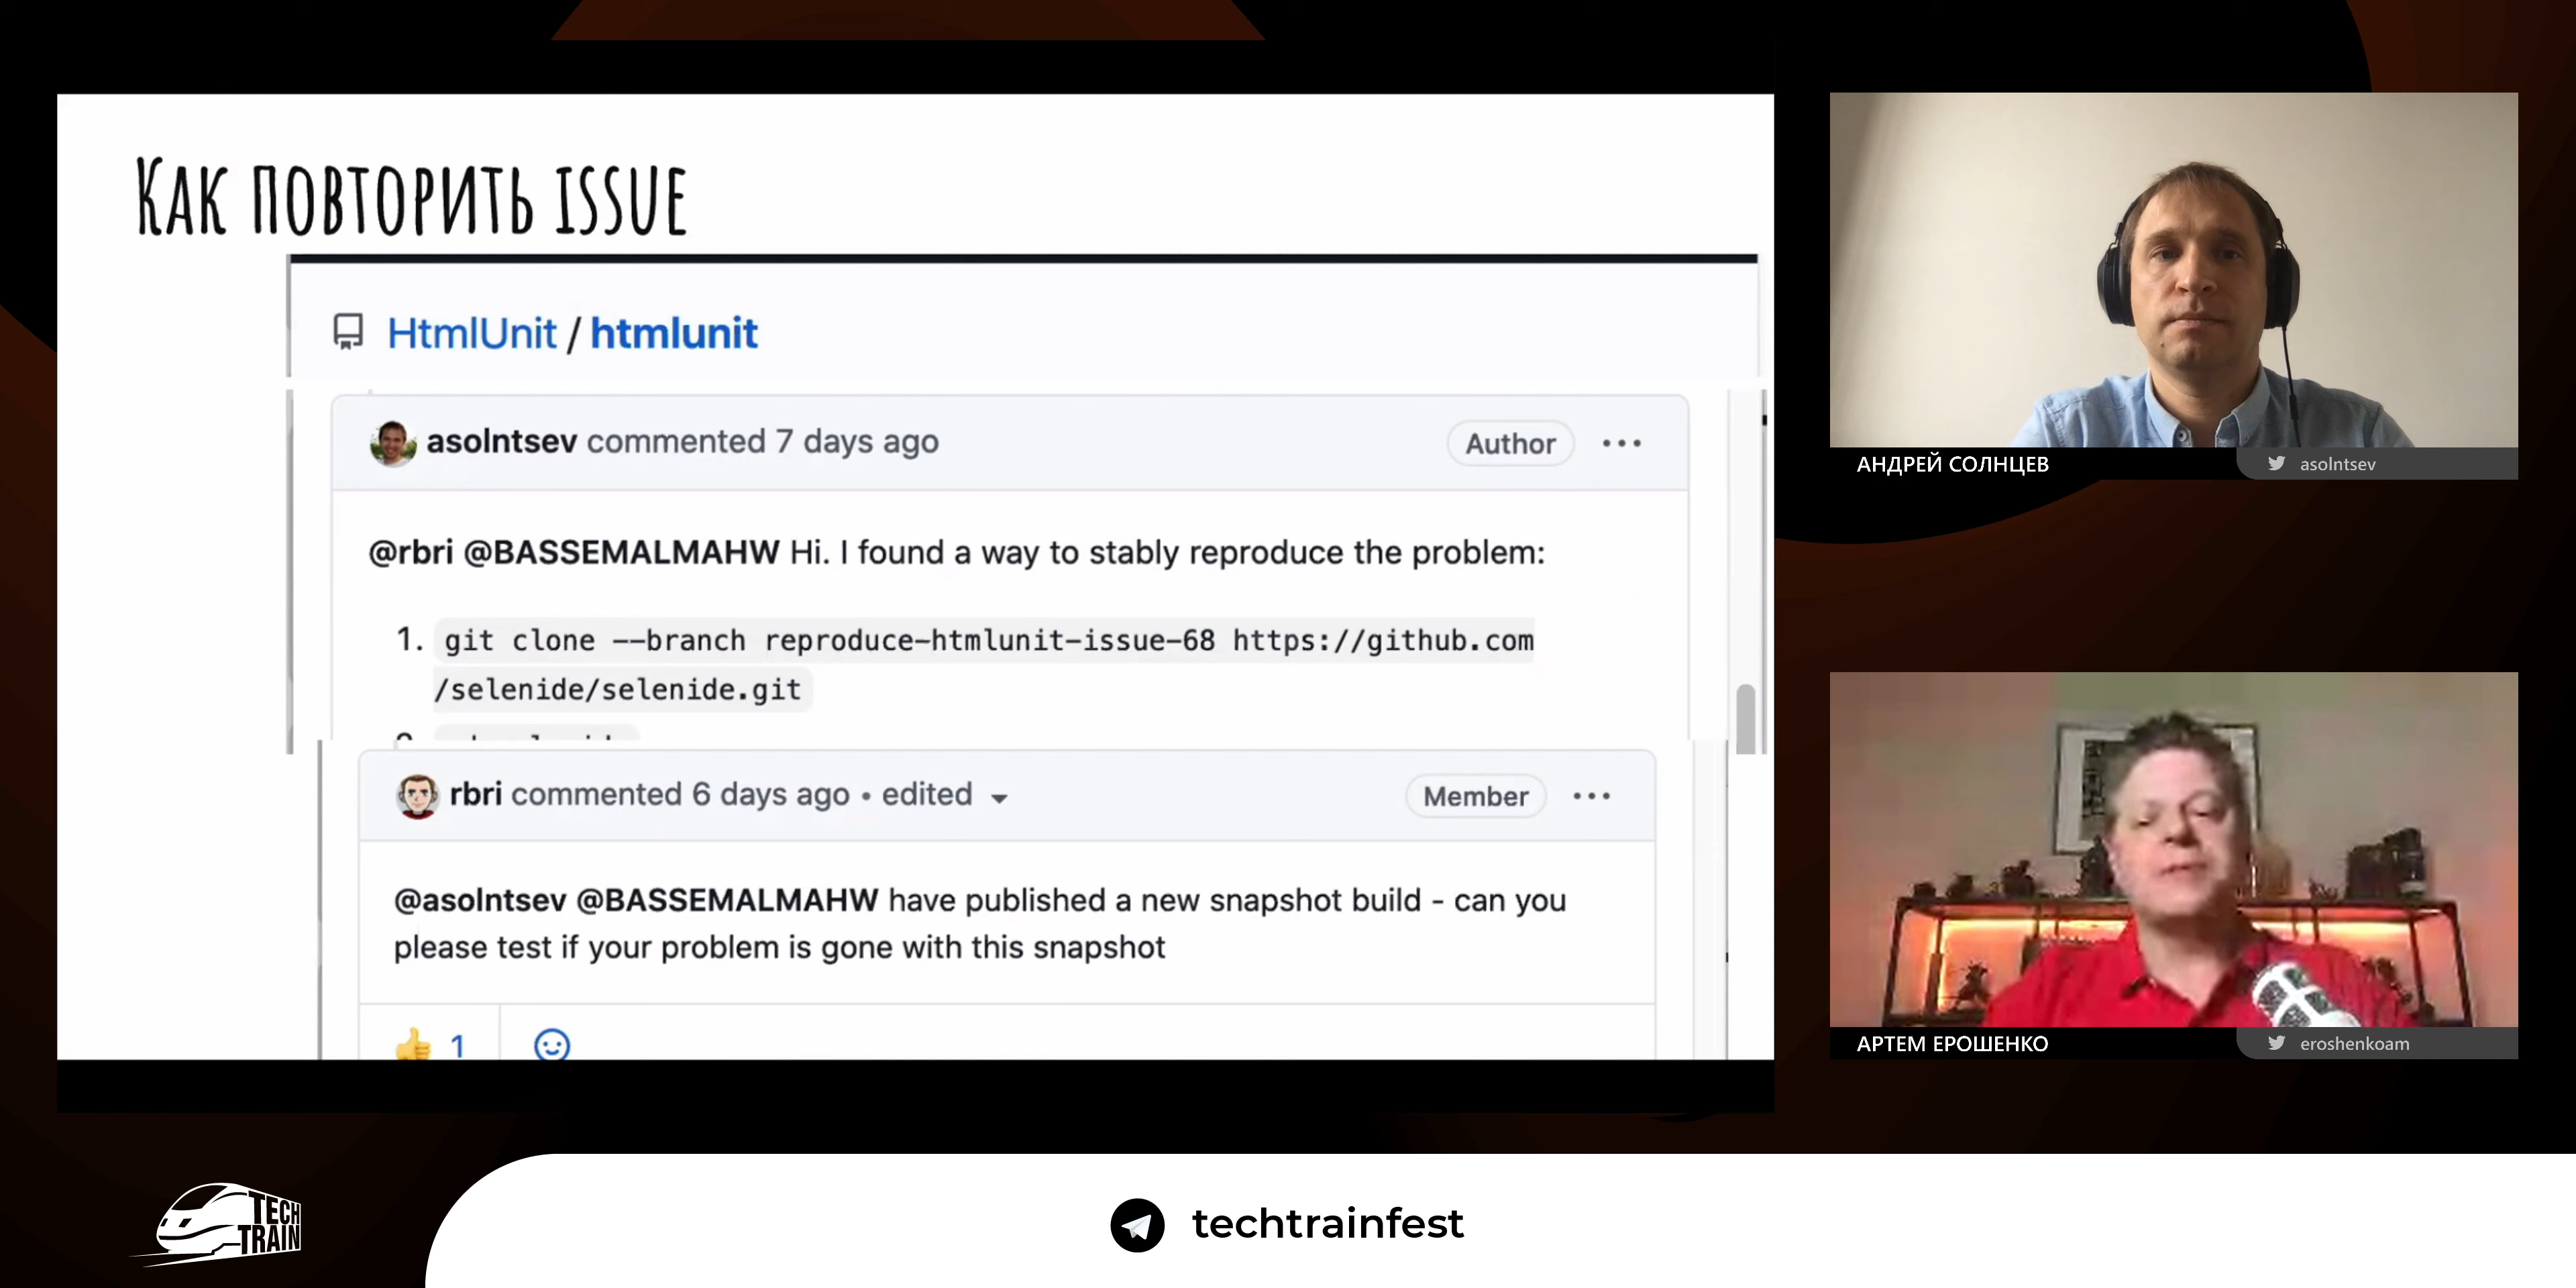 Как повторить issue
HtmlUnit / htmlunit
asolntsev commented 7 days ago
Author
@rbri @BASSEMALMAHW Hi. I found a way to stably reproduce the problem:
1. git clone --branch reproduce-htmlunit-issue-68 https://github.com
/selenide/selenide.git
rbri commented 6 days ago • edited
Member
@asolntsev @BASSEMALMAHW have published a new snapshot build - can you
please test if your problem is gone with this snapshot
1
АНДРЕЙ СОЛНЦЕВ
asolntsev
АРТЕМ ЕРОШЕНКО
eroshenkoam
TECH
TRAIN
techtrainfest